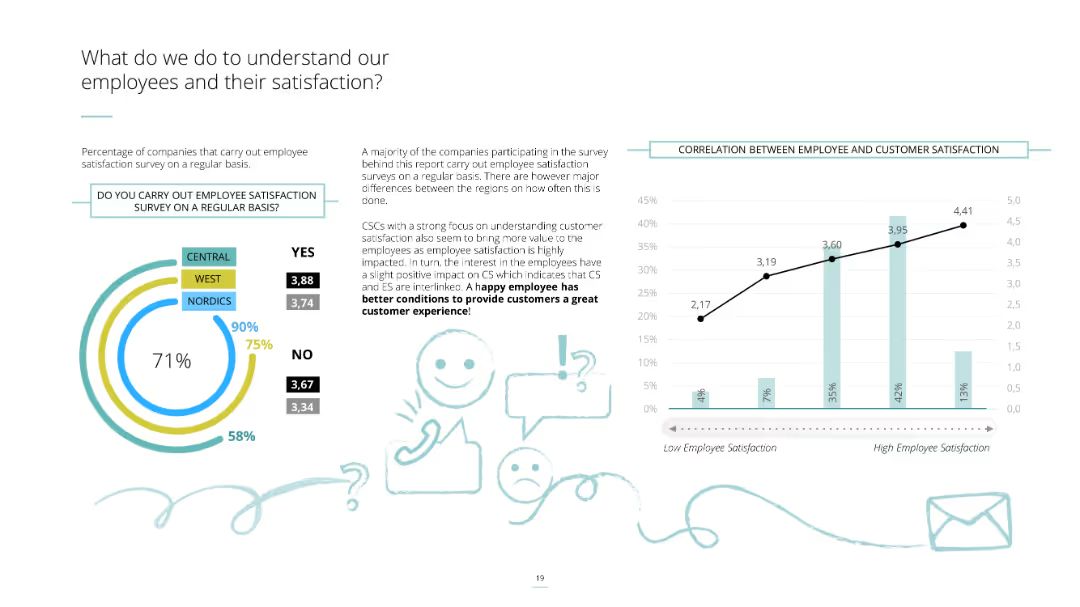 What do we do to understand our
employees and their satisfaction?
Percentage of companies that carry out employee
satisfaction survey on a regular basis.
DO YOU CARRY OUT EMPLOYEE SATISFACTION
SURVEY ON A REGULAR BASIS?
CENTRAL
WEST
NORDICS
90%
75%
71%
58%
YES
3,88
3,74
NO
3,67
3,34
A majority of the companies participating in the survey
behind this report carry out employee satisfaction
surveys on a regular basis. There are however major
differences between the regions on how often this is
done.
CSCs with a strong focus on understanding customer
satisfaction also seem to bring more value to the
employees as employee satisfaction is highly
impacted. In turn, the interest in the employees have
a slight positive impact on CS which indicates that CS
and ES are interlinked. A happy employee has
better conditions to provide customers a great
customer experience!
!
?
?
CORRELATION BETWEEN EMPLOYEE AND CUSTOMER SATISFACTION
45%
40%
35%
30%
25%
20%
15%
10%
5%
0%
2,17
3,19
3,60
3,95
4,41
4%
7%
35%
42%
13%
5,0
4,5
4,0
3,5
3,0
2,5
2,0
1,5
1,0
0,5
0,0
Low Employee Satisfaction
High Employee Satisfaction
19